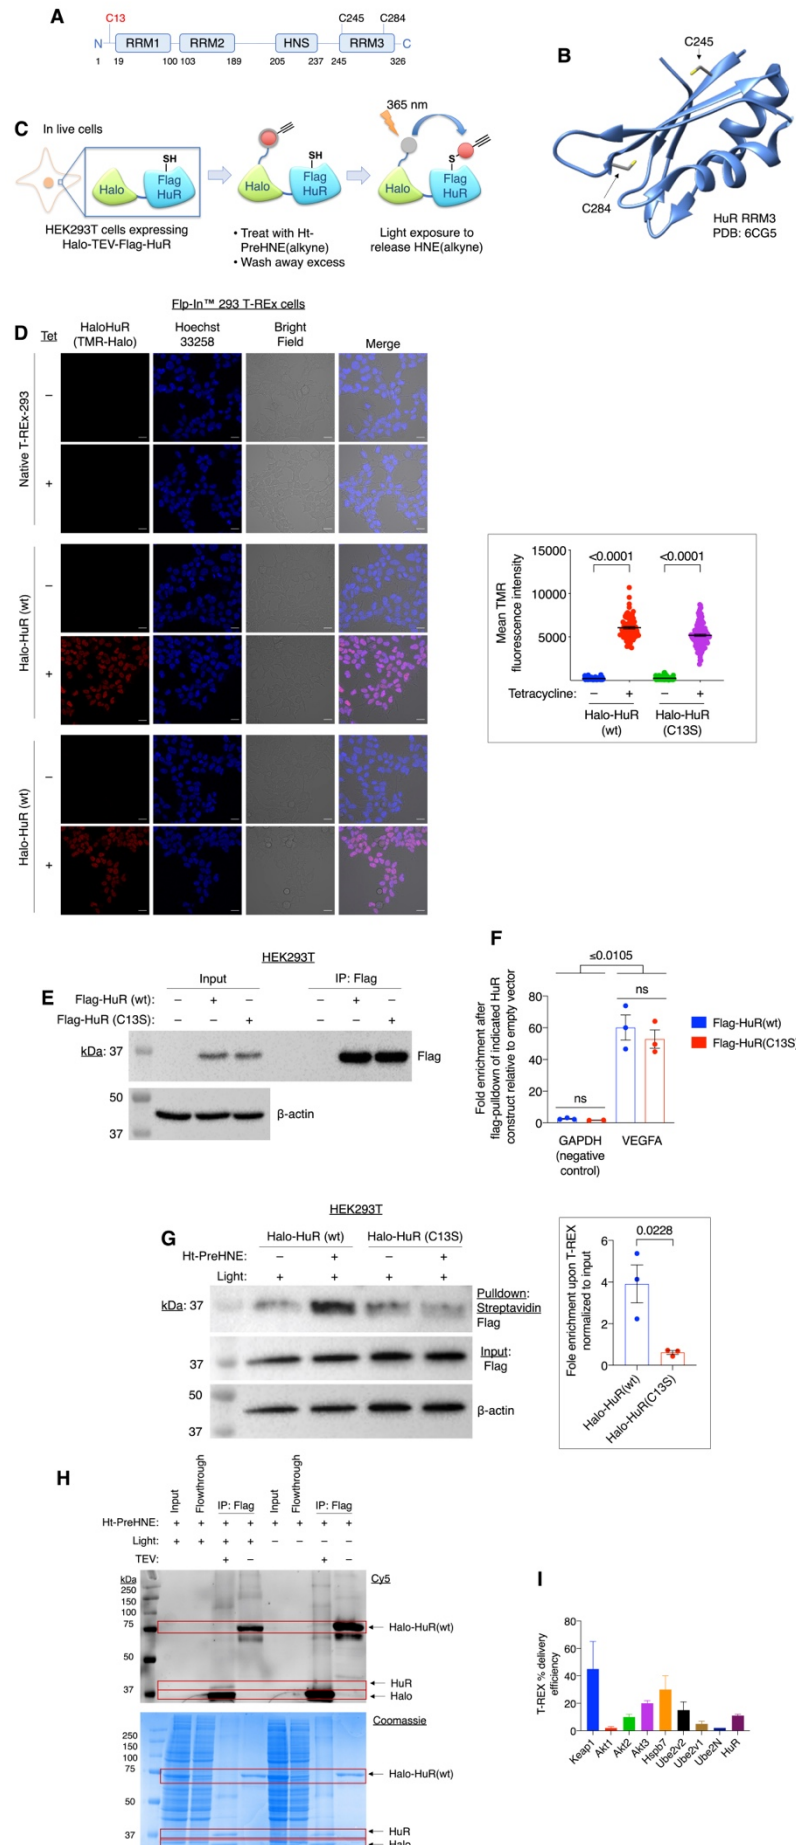 A
C13
C245
C284
N
RRM1
RRM2
HNS
RRM3
C
1
19
100
103
189
205
237
245
326
B
C245
C284
HuR RRM3
PDB: 6CG5
C
In live cells
SH
Halo
Flag
HuR
HEK293T cells expressing
Halo-TEV-Flag-HuR
SH
Halo
Flag
HuR
• Treat with Ht-
PreHNE(alkyne)
• Wash away excess
365 nm
S
Halo
Flag
HuR
Light exposure to
release HNE(alkyne)
Flp-In™ 293 T-REx cells
D
Tet
HaloHuR
(TMR-Halo)
Hoechst
33258
Bright
Field
Merge
Native T-REx-293
–
+
Halo-HuR (wt)
–
+
Halo-HuR (wt)
–
+
Mean TMR
fluorescence intensity
15000
10000
5000
<0.0001
<0.0001
Tetracycline:
–
+
–
+
Halo-HuR
(wt)
Halo-HuR
(C13S)
HEK293T
E
Input
IP: Flag
Flag-HuR (wt):
–
+
–
–
+
–
Flag-HuR (C13S):
–
–
+
–
–
+
kDa: 37
Flag
50
37
β-actin
F
Fold enrichment after
flag-pulldown of indicated HuR
construct relative to empty vector
≤0.0105
ns
ns
80
60
40
20
0
GAPDH
(negative
control)
VEGFA
Flag-HuR(wt)
Flag-HuR(C13S
HEK293T
G
Halo-HuR (wt)
Halo-HuR (C13S)
Ht-PreHNE:
–
+
–
+
Light:
+
+
+
+
kDa: 37
Pulldown:
Streptavidin
Flag
37
Input:
Flag
50
37
β-actin
Fole enrichment upon T-REX
normalized to input
6
4
2
0
0.0228
Halo-HuR(wt)
Halo-HuR(C13S)
H
Input
Flowthrough
IP: Flag
Input
Flowthrough
IP: Flag
Ht-PreHNE:
+
+
+
+
+
+
+
+
Light:
+
+
+
+
–
–
–
–
TEV:
+
–
+
–
kDa
250
150
100
75
50
37
Cy5
Halo-HuR(wt)
HuR
Halo
Coomassie
250
150
100
75
50
37
Halo-HuR(wt)
HuR
Halo
I
T-REX % delivery
efficiency
80
60
40
20
0
Keap1
Akt1
Akt2
Akt3
Hspb7
Ube2v2
Ube2v1
Ube2N
HuR